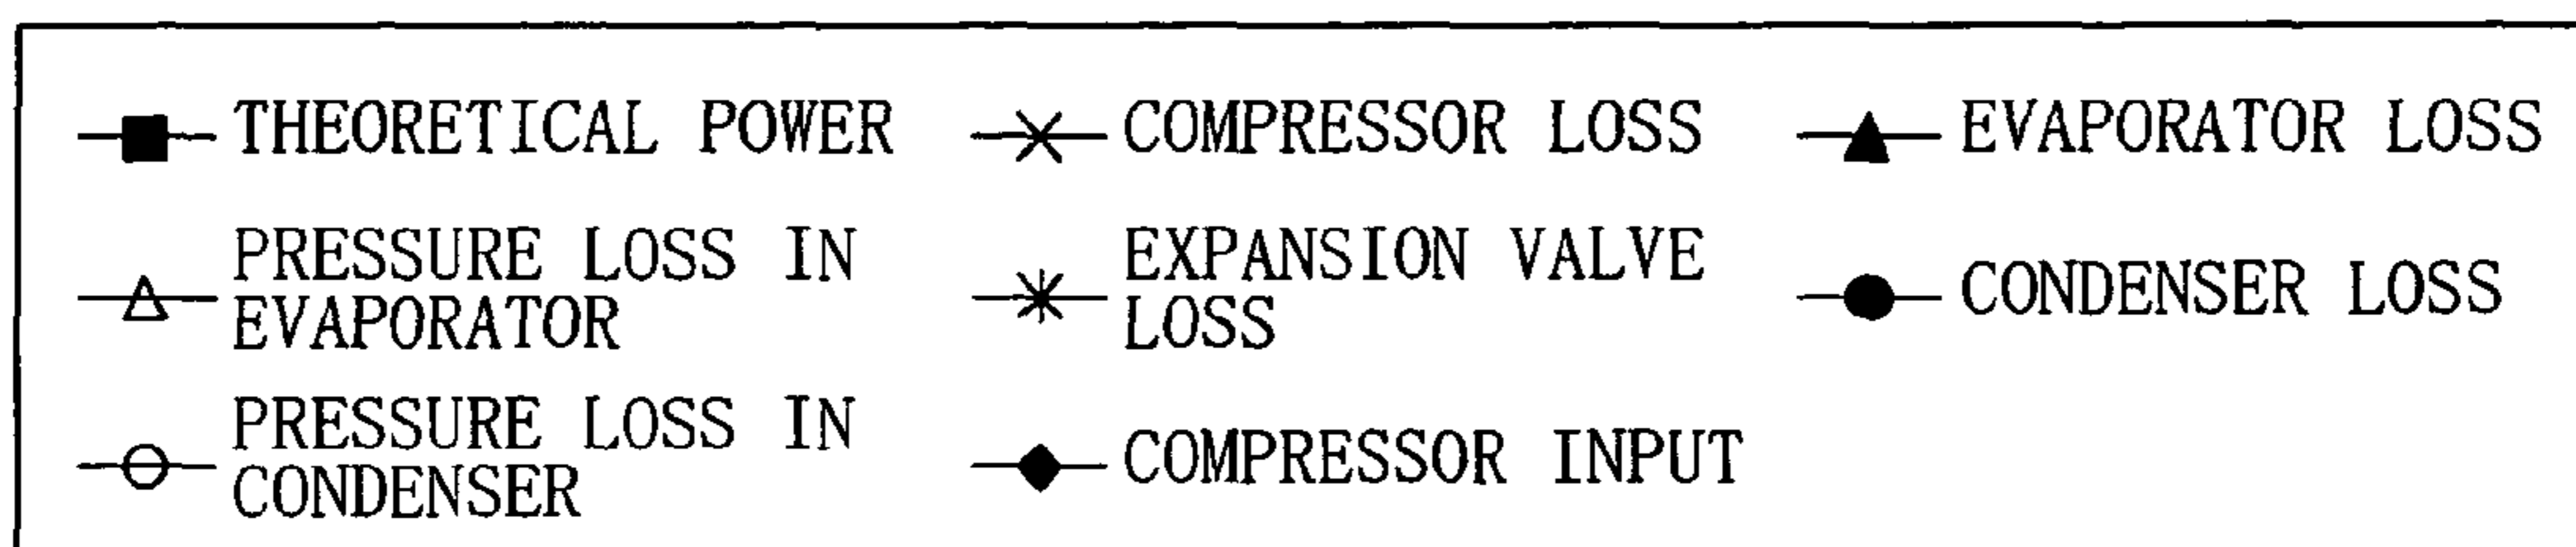 THEORETICAL POWER
COMPRESSOR LOSS
EVAPORATOR LOSS
PRESSURE LOSS IN
EVAPORATOR
EXPANSION VALVE
LOSS
CONDENSER LOSS
PRESSURE LOSS IN
CONDENSER
COMPRESSOR INPUT